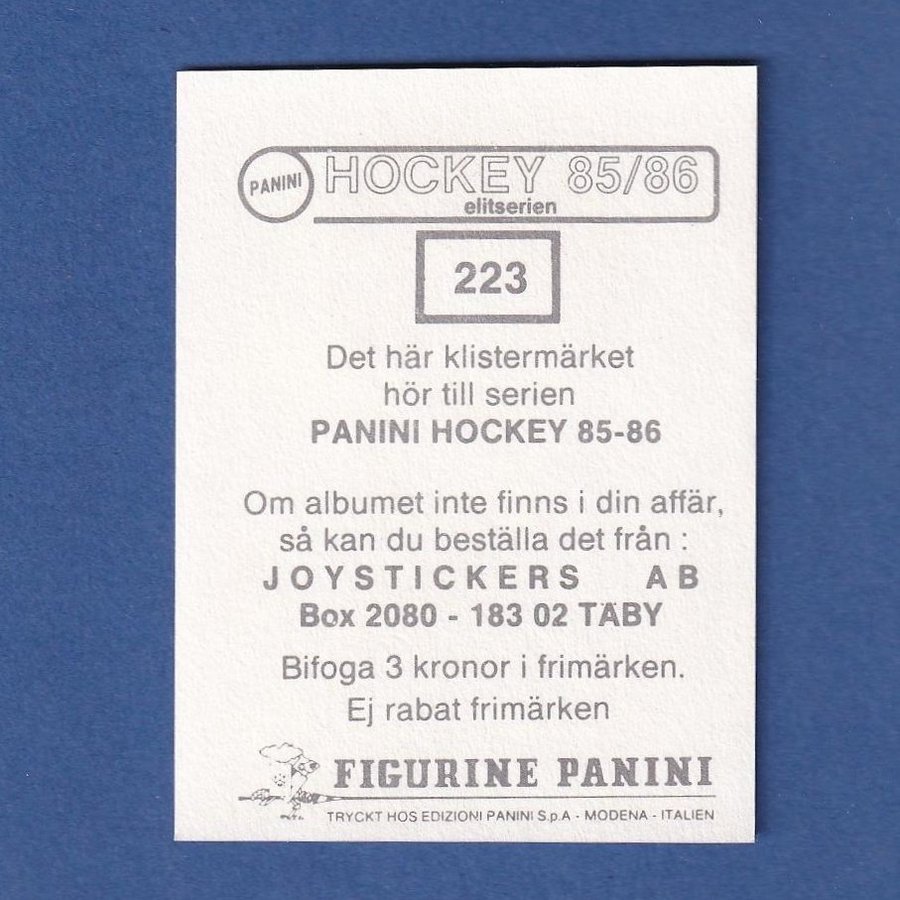 PANINI HOCKEY 85/86
elitserien
223
Det här klistermärket
hör till serien
PANINI HOCKEY 85-86
Om albumet inte finns i din affär,
så kan du beställa det från :
JOYSTICKERS AB
Box 2080 - 183 02 TÄBY
Bifoga 3 kronor i frimärken.
Ej rabat frimärken
FIGURINE PANINI
TRYCKT HOS EDIZIONI PANINI S.p.A - MODENA - ITALIEN